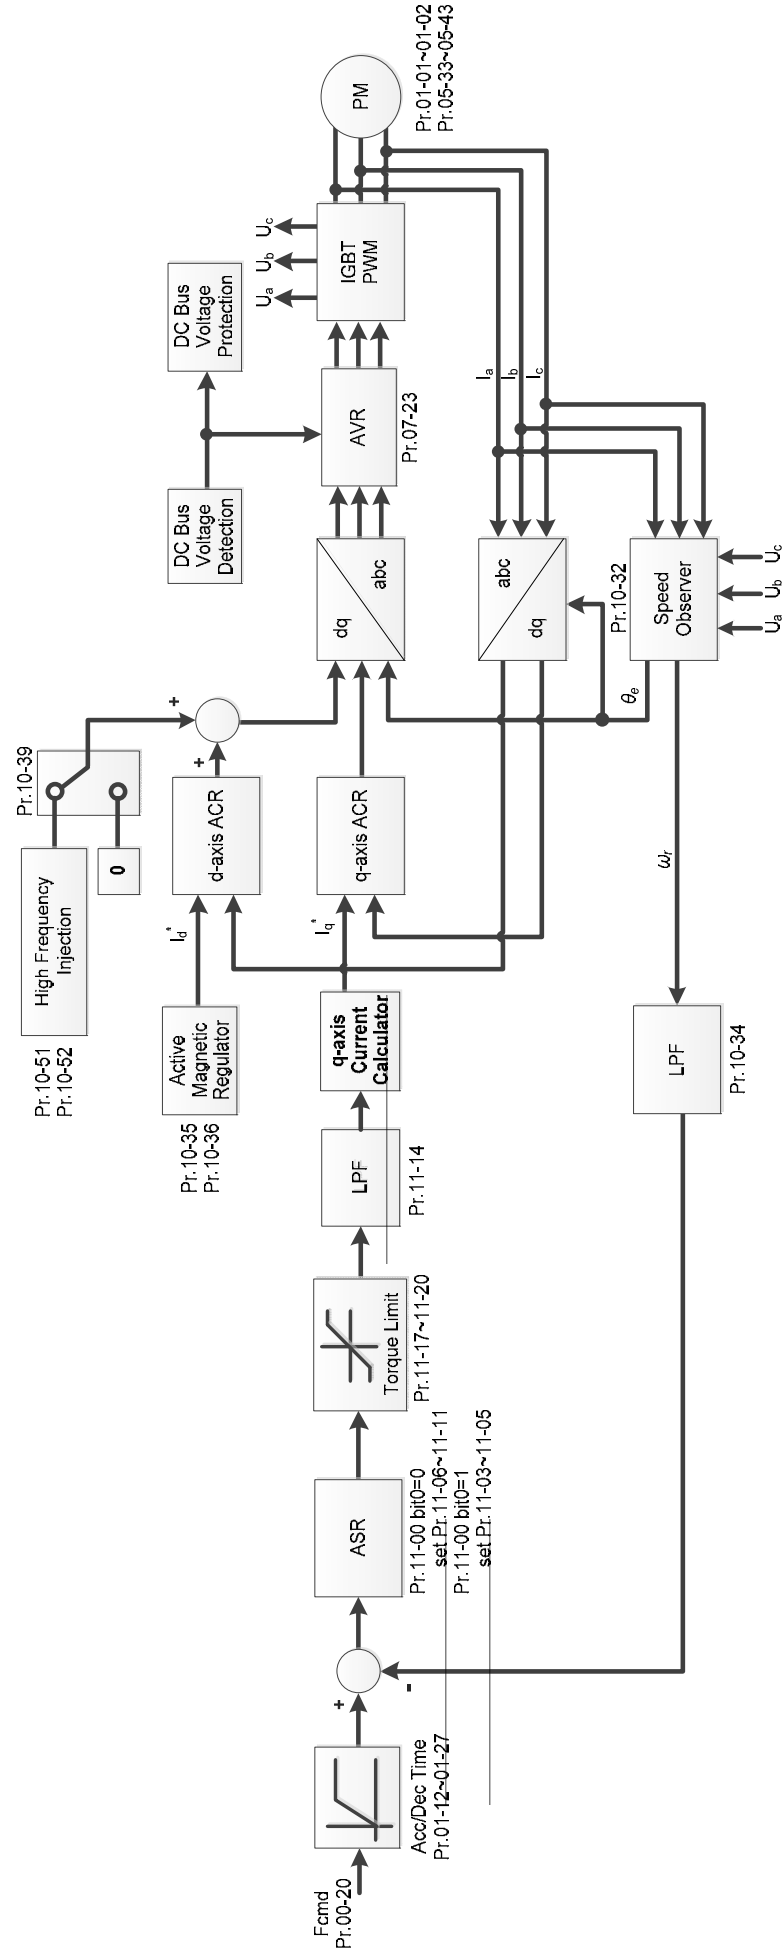 Fcmd
Pr.00-20
Acc/Dec Time
Pr.01-12~01-27
+
-
ASR
Pr.11-00 bit0=0
set Pr.11-06~11-11
Pr.11-00 bit0=1
set Pr.11-03~11-05
Torque Limit
Pr.11-17~11-20
LPF
Pr.11-14
q-axis
Current
Calculator
Iq*
Pr.10-35
Pr.10-36
Active
Magnetic
Regulator
Id*
Pr.10-51
Pr.10-52
High Frequency
Injection
0
Pr.10-39
d-axis ACR
q-axis ACR
+
+
dq
abc
DC Bus
Voltage
Detection
DC Bus
Voltage
Protection
AVR
Pr.07-23
IGBT
PWM
Ua
Ub
Uc
PM
Pr.01-01~01-02
Pr.05-33~05-43
Ia
Ib
Ic
abc
dq
θe
Pr.10-32
Speed
Observer
Ua
Ub
Uc
ωr
LPF
Pr.10-34